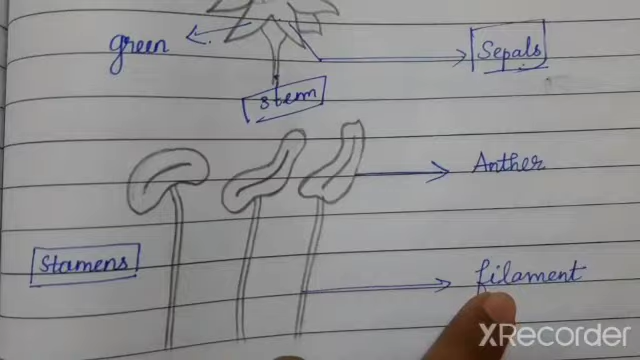 green
Sepals
stem
Anther
Stamens
filament
XRecorder